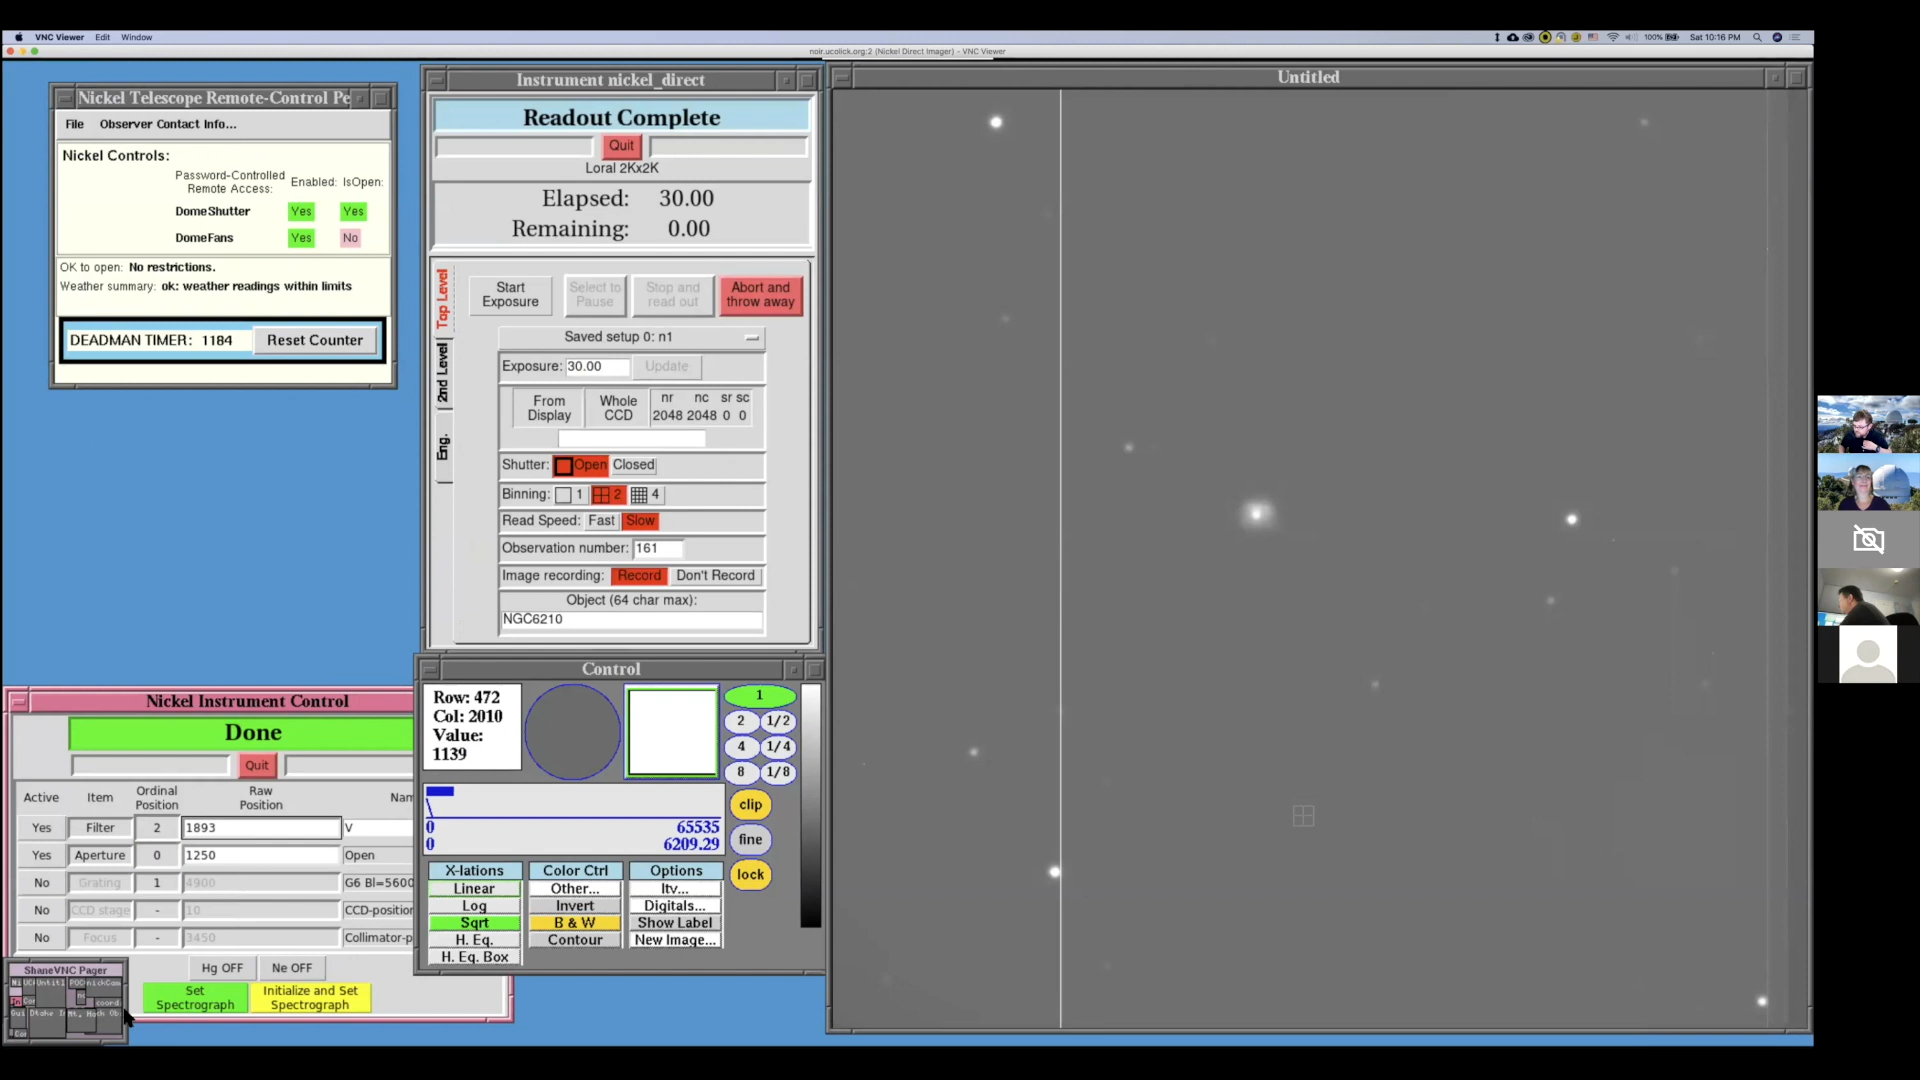 VNC Viewer Edit Window
100% Sat 10:16 PM
noir.ucolick.org:2 (Nickel Direct Imager) - VNC Viewer
Nickel Telescope Remote-Control Pe
File Observer Contact Info...
Nickel Controls:
Password-Controlled
Remote Access:
Enabled: IsOpen:
DomeShutter Yes Yes
DomeFans Yes No
OK to open: No restrictions.
Weather summary: ok: weather readings within limits
DEADMAN TIMER: 1184 Reset Counter
Instrument nickel_direct
Readout Complete
Quit
Loral 2Kx2K
Elapsed: 30.00
Remaining: 0.00
Top Level
2nd Level
Eng.
Start
Exposure
Select to
Pause
Stop and
read out
Abort and
throw away
Saved setup 0: n1
Exposure: 30.00 Update
From
Display
Whole
CCD
nr nc sr sc
2048 2048 0 0
Shutter: Open Closed
Binning: 1 2 4
Read Speed: Fast Slow
Observation number: 161
Image recording: Record Don't Record
Object (64 char max):
NGC6210
Untitled
Control
Row: 472
Col: 2010
Value:
1139
1
2 1/2
4 1/4
8 1/8
clip
fine
lock
0 65535
0 6209.29
X-lations Color Ctrl Options
Linear Other... Itv...
Log Invert Digitals...
Sqrt B & W Show Label
H. Eq. Contour New Image...
H. Eq. Box
Nickel Instrument Control
Done
Quit
Active Item Ordinal
Position
Raw
Position
Nam
Yes Filter 2 1893 V
Yes Aperture 0 1250 Open
No Grating 1 4900 G6 Bl=5600
No CCD stage - 10 CCD-position
No Focus - 3450 Collimator-p
Hg OFF Ne OFF
Set
Spectrograph
Initialize and Set
Spectrograph
ShaneVNC Pager